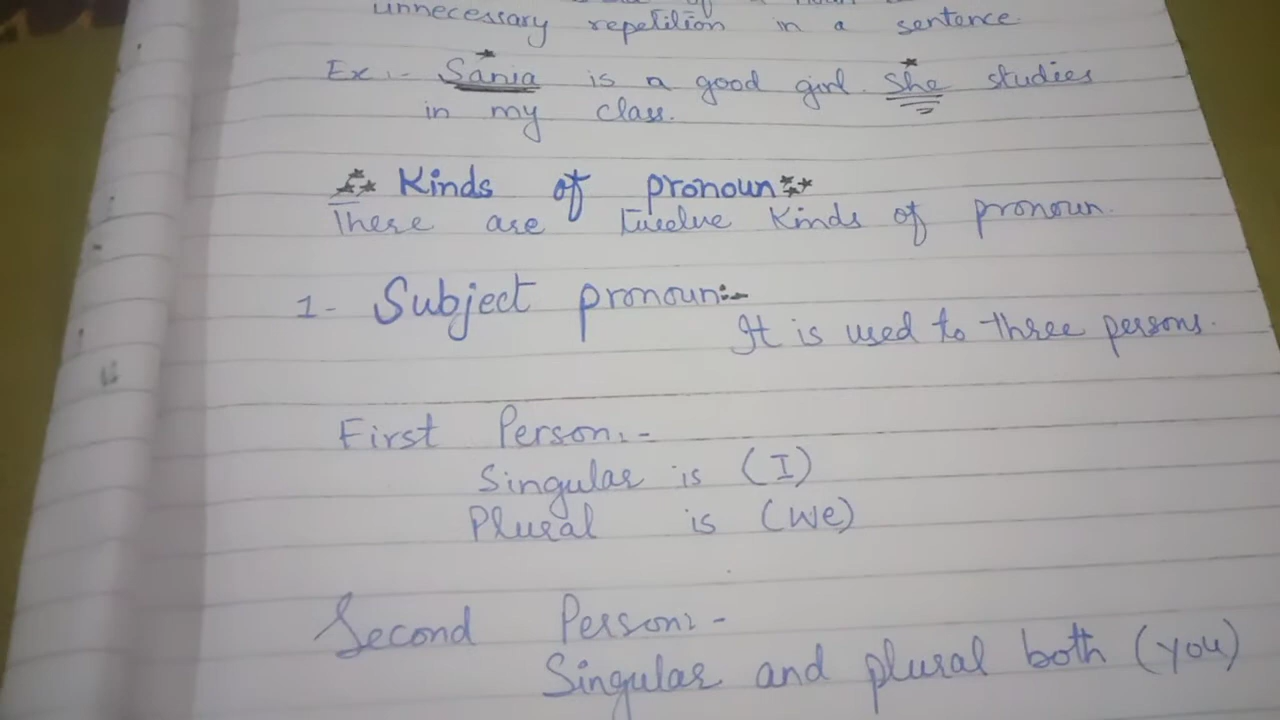 unnecessary repetition in a sentence.
Ex:- Sania is a good girl. She studies
in my class.
Kinds of pronoun
There are twelve kinds of pronoun.
1- Subject pronoun:-
It is used to three persons.
First Person:-
Singular is (I)
Plural is (we)
Second Person:-
Singular and plural both (you)